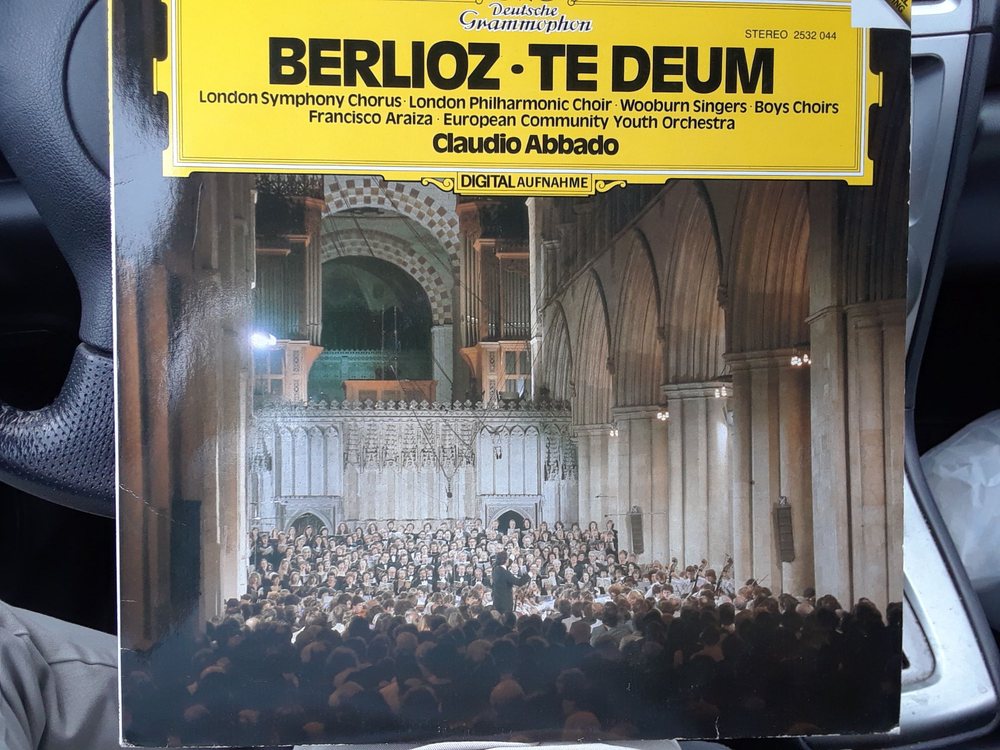 Deutsche
Grammophon
STEREO 2532 044
BERLIOZ · TE DEUM
London Symphony Chorus · London Philharmonic Choir · Wooburn Singers · Boys Choirs
Francisco Araiza · European Community Youth Orchestra
Claudio Abbado
DIGITAL AUFNAHME